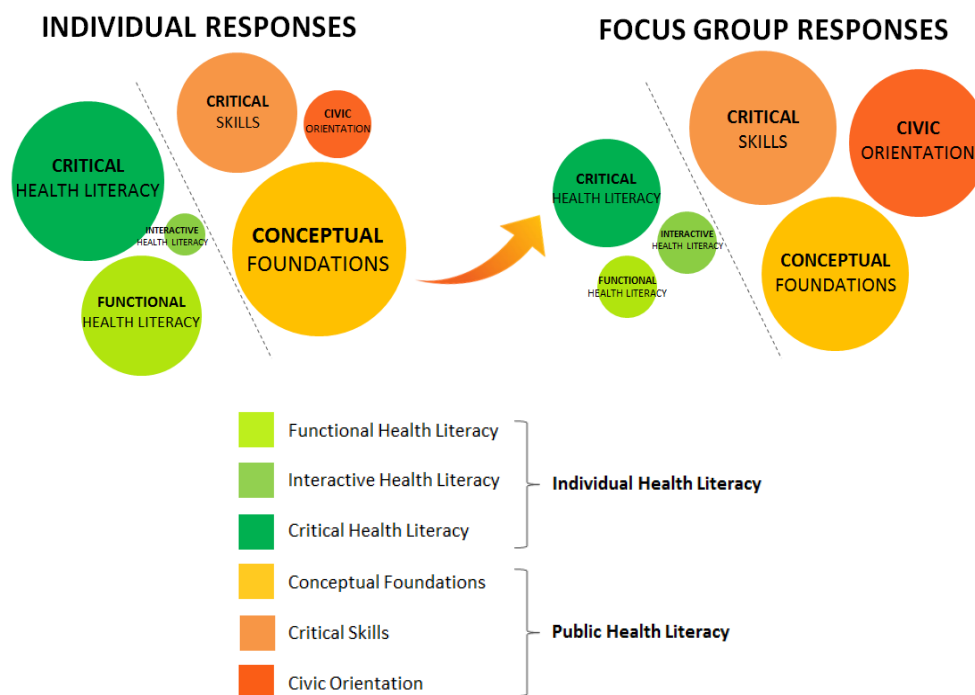 INDIVIDUAL RESPONSES
CRITICAL
SKILLS
CIVIC
ORIENTATION
CRITICAL
HEALTH LITERACY
INTERACTIVE
HEALTH LITERACY
CONCEPTUAL
FOUNDATIONS
FUNCTIONAL
HEALTH LITERACY
FOCUS GROUP RESPONSES
CRITICAL
SKILLS
CIVIC
ORIENTATION
CRITICAL
HEALTH LITERACY
INTERACTIVE
HEALTH LITERACY
CONCEPTUAL
FOUNDATIONS
FUNCTIONAL
HEALTH LITERACY
Functional Health Literacy
Interactive Health Literacy
Critical Health Literacy
Individual Health Literacy
Conceptual Foundations
Critical Skills
Civic Orientation
Public Health Literacy